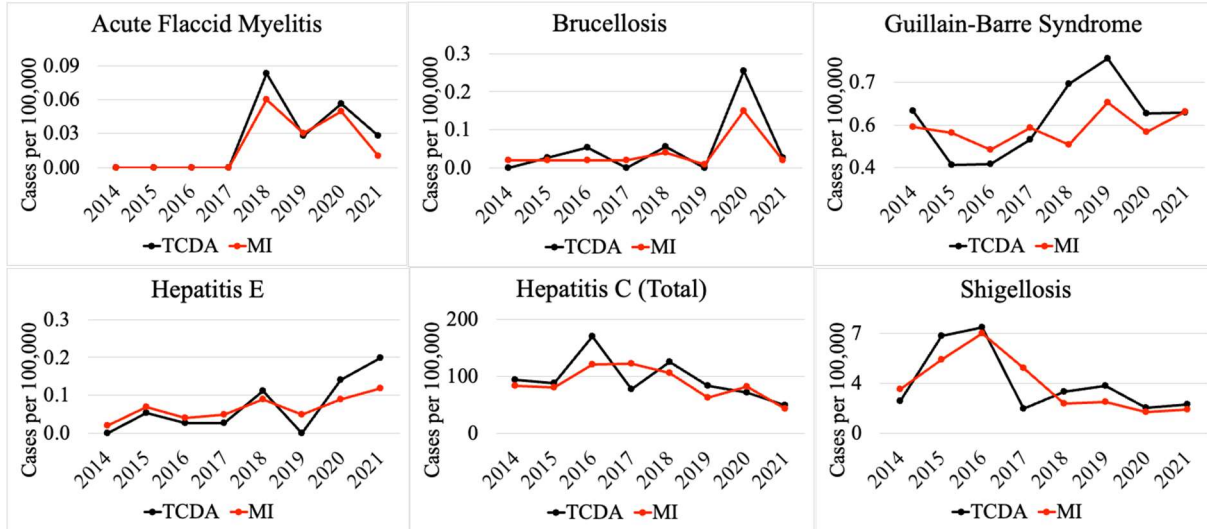 Acute Flaccid Myelitis
Cases per 100,000
0.09
0.06
0.03
0.00
2014 2015 2016 2017 2018 2019 2020 2021
TCDA MI
Brucellosis
Cases per 100,000
0.3
0.2
0.1
0.0
2014 2015 2016 2017 2018 2019 2020 2021
TCDA MI
Guillain-Barre Syndrome
Cases per 100,000
0.7
0.6
0.4
2014 2015 2016 2017 2018 2019 2020 2021
TCDA MI
Hepatitis E
Cases per 100,000
0.3
0.2
0.1
0.0
2014 2015 2016 2017 2018 2019 2020 2021
TCDA MI
Hepatitis C (Total)
Cases per 100,000
200
100
0
2014 2015 2016 2017 2018 2019 2020 2021
TCDA MI
Shigellosis
Cases per 100,000
7
4
0
2014 2015 2016 2017 2018 2019 2020 2021
TCDA MI